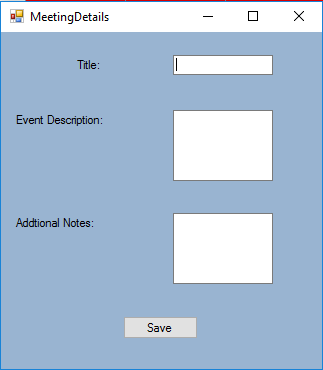 MeetingDetails
Title:
Event Description:
Addtional Notes:
Save